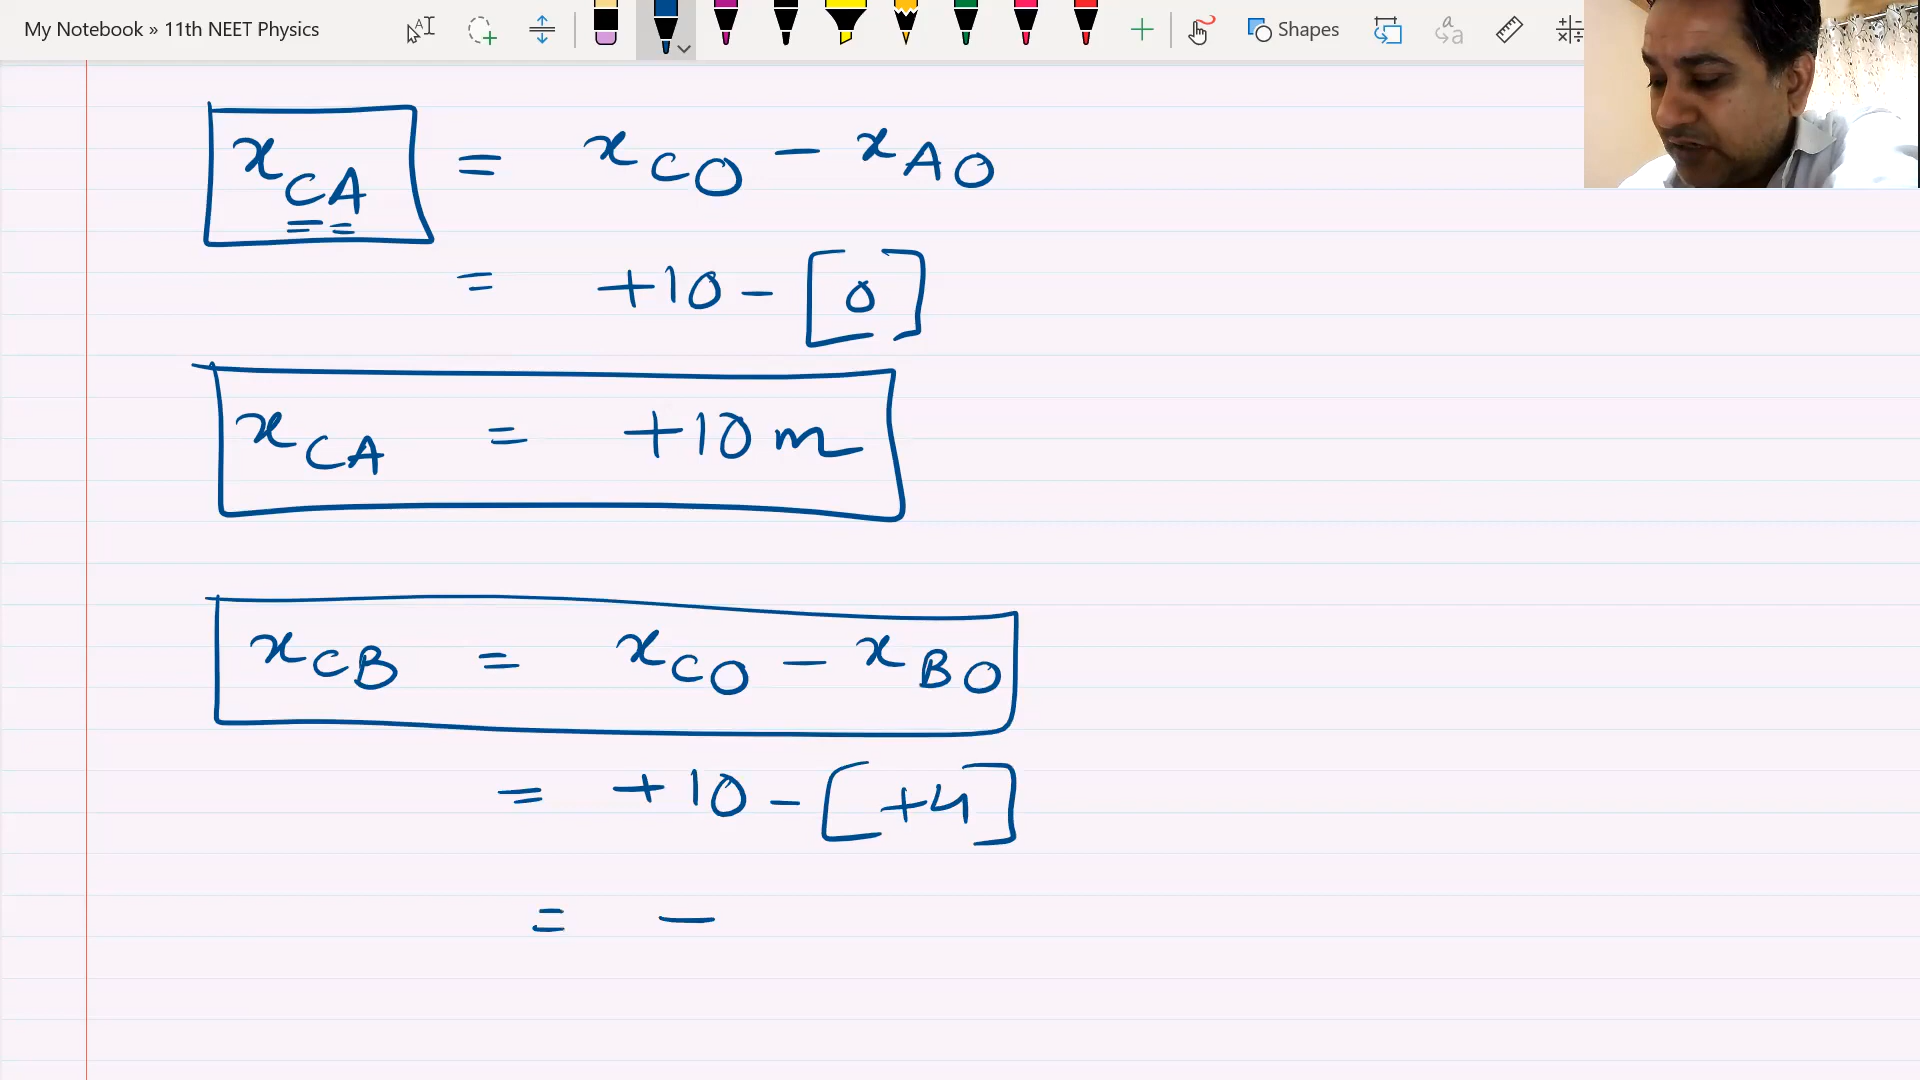 My Notebook » 11th NEET Physics
Shapes
x_CA = x_CO − x_AO
= +10 − [0]
x_CA = +10 m
x_CB = x_CO − x_BO
= +10 − [+4]
= −